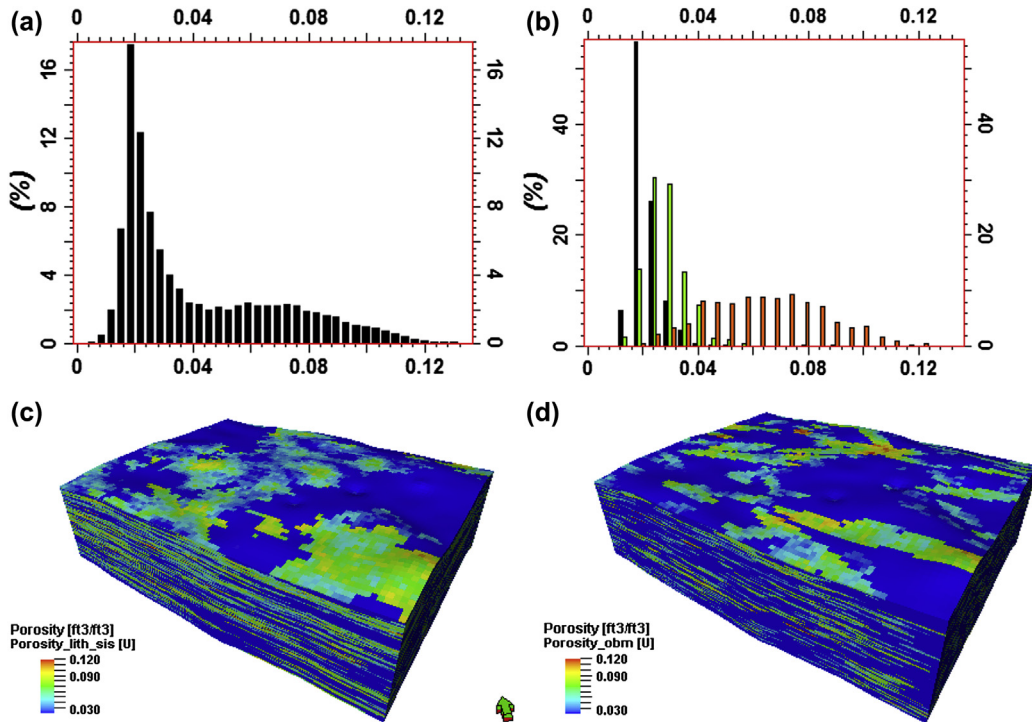 (a) 0 0.04 0.08 0.12
(b) 0 0.04 0.08 0.12
(%)
0 4 8 12 16
0 4 8 12 16
0 0.04 0.08 0.12
(%)
0 20 40
0 20 40
0 0.04 0.08 0.12
(c)
Porosity [ft3/ft3]
Porosity_lith_sis [U]
0.120
0.090
0.030
(d)
Porosity [ft3/ft3]
Porosity_obm [U]
0.120
0.090
0.030